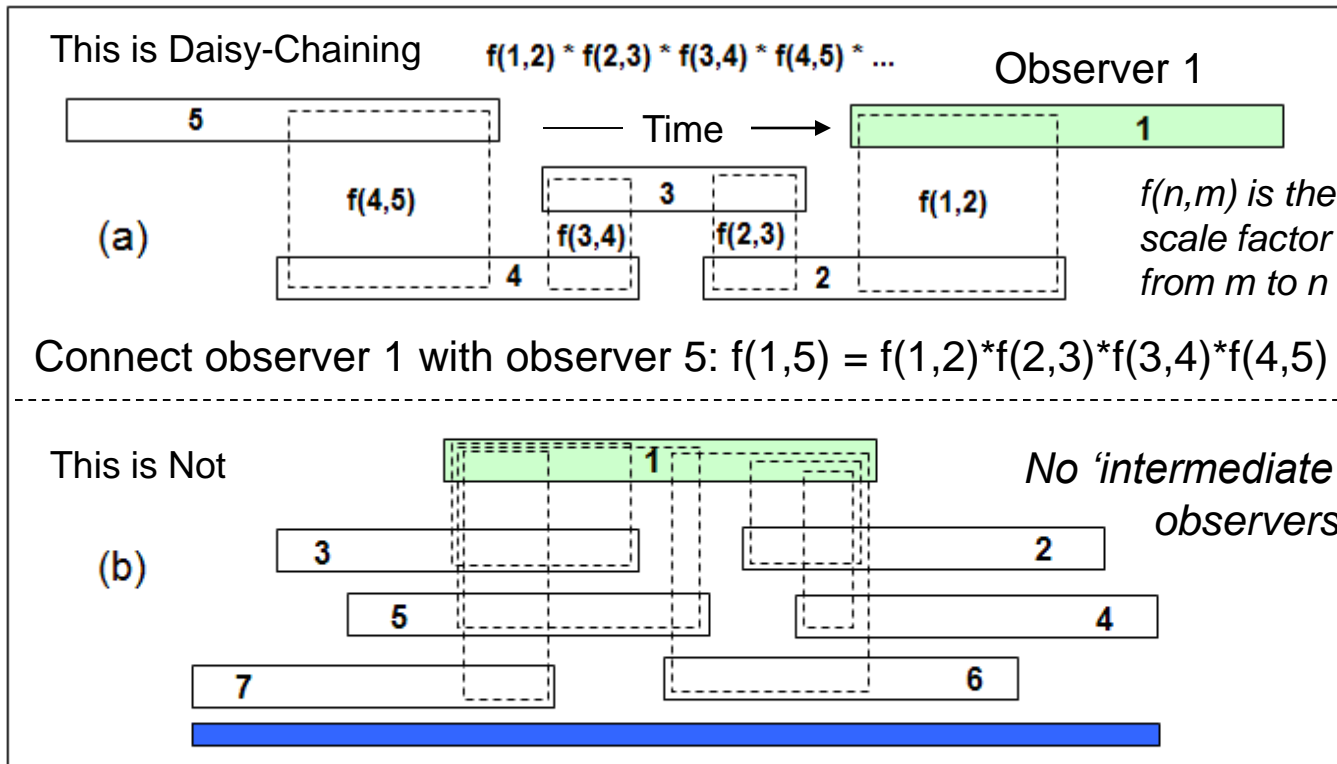 This is Daisy-Chaining
f(1,2) * f(2,3) * f(3,4) * f(4,5) * ...
Observer 1
5
Time
1
3
f(4,5)
f(3,4)
f(2,3)
f(1,2)
f(n,m) is the
scale factor
from m to n
(a)
4
2
Connect observer 1 with observer 5: f(1,5) = f(1,2)*f(2,3)*f(3,4)*f(4,5)
This is Not
1
No ‘intermediate
observers
(b)
3
2
5
4
7
6